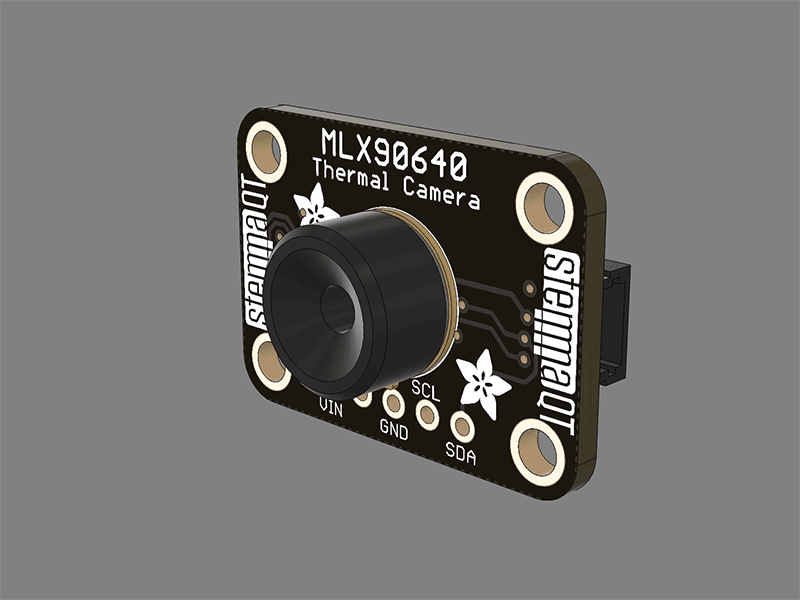 MLX90640
Thermal Camera
stemma QT
stemma QT
VIN
SCL
GND
SDA